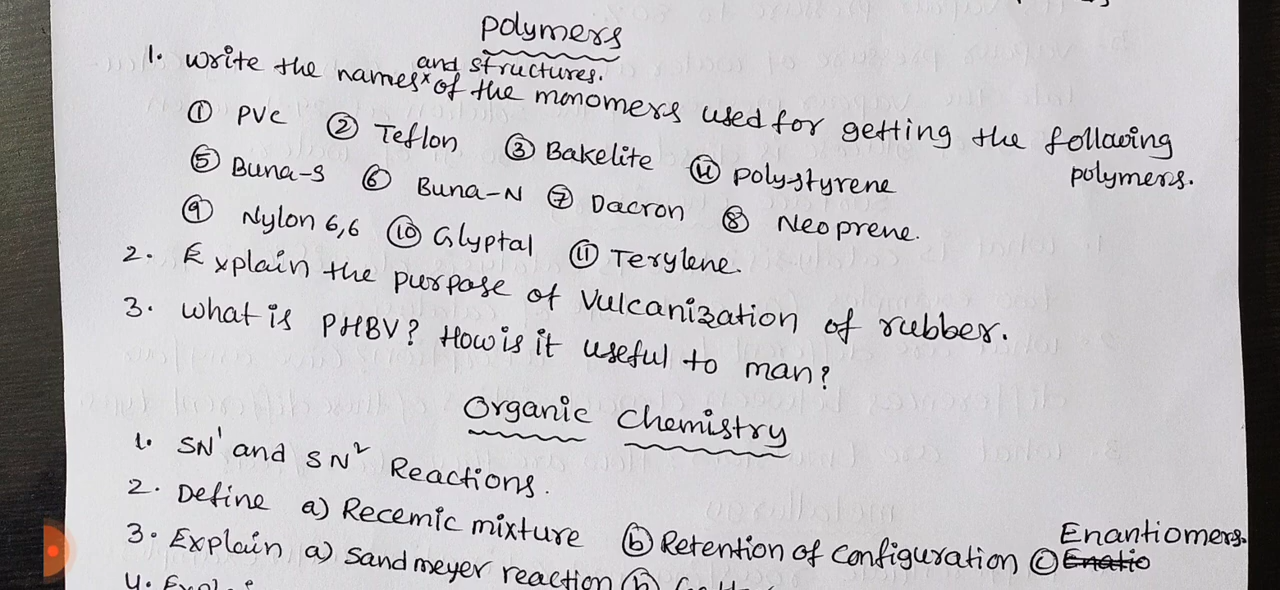 Polymers
1. Write the names of the monomers used for getting the following
and structures.
① PVC ② Teflon ③ Bakelite ④ polystyrene polymers.
⑤ Buna-S ⑥ Buna-N ⑦ Dacron ⑧ Neoprene.
⑨ Nylon 6,6 ⑩ Glyptal ⑪ Terylene.
2. Explain the purpose of Vulcanization of rubber.
3. What is PHBV? How is it useful to man?
Organic Chemistry
1. SN¹ and SN² Reactions.
2. Define a) Recemic mixture ⓑ Retention of Configuration ⓒ Enatio Enantiomers.
3. Explain a) Sandmeyer reaction ⓑ
4.